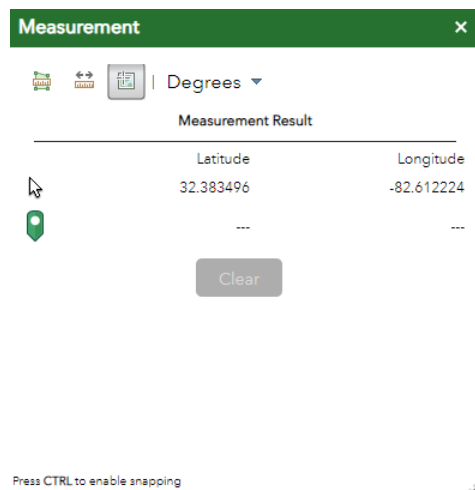 Measurement ×
| Degrees
Measurement Result
Latitude Longitude
32.383496 -82.612224
--- ---
Clear
Press CTRL to enable snapping